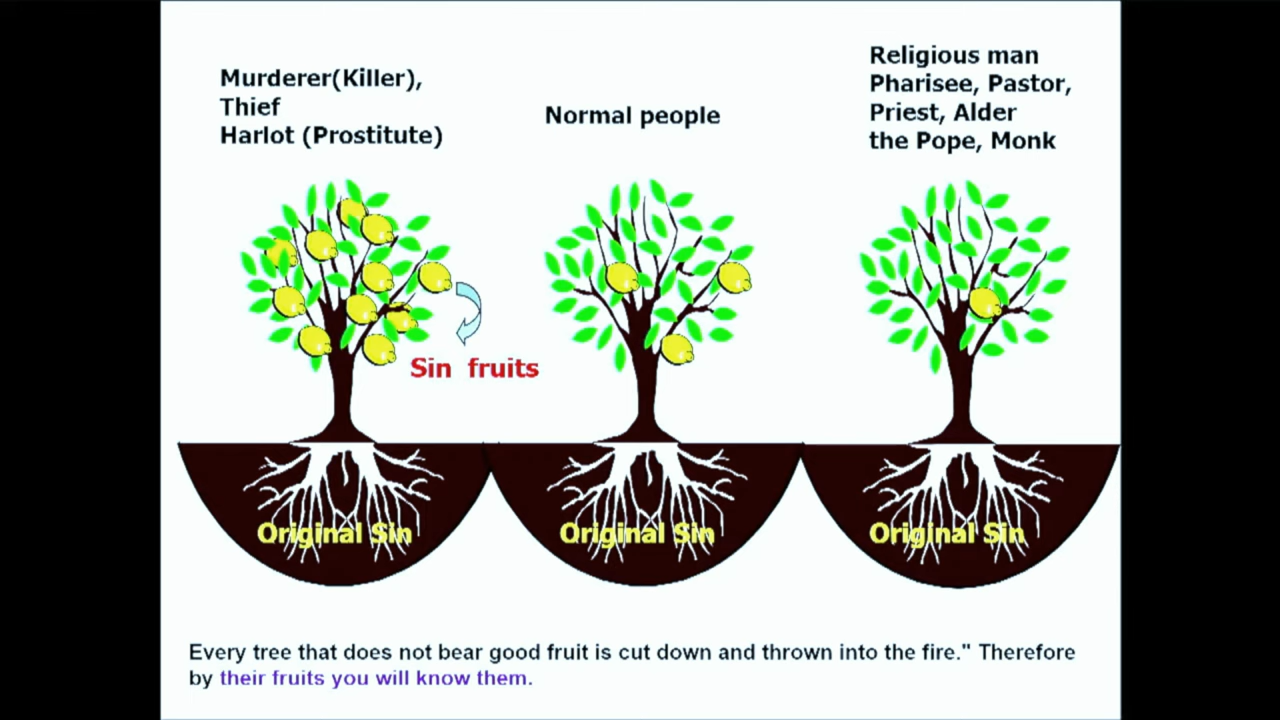 Murderer(Killer),
Thief
Harlot (Prostitute)
Normal people
Religious man
Pharisee, Pastor,
Priest, Alder
the Pope, Monk
Sin fruits
Original Sin
Original Sin
Original Sin
Every tree that does not bear good fruit is cut down and thrown into the fire." Therefore
by their fruits you will know them.